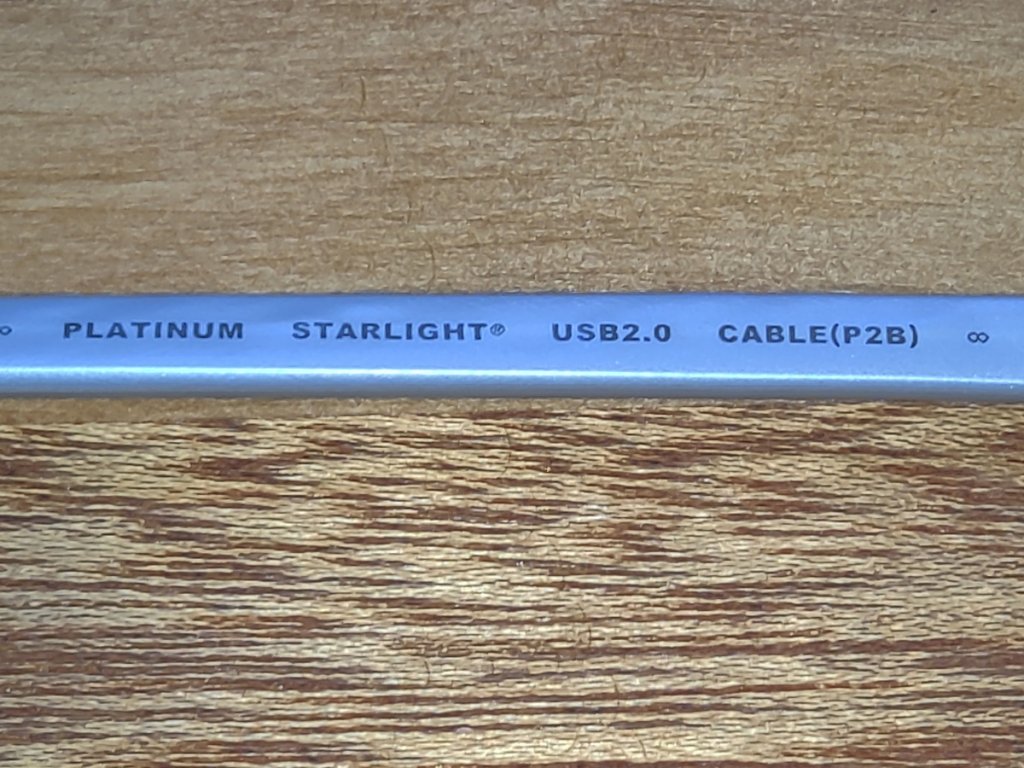 ∞ PLATINUM STARLIGHT® USB2.0 CABLE(P2B) ∞